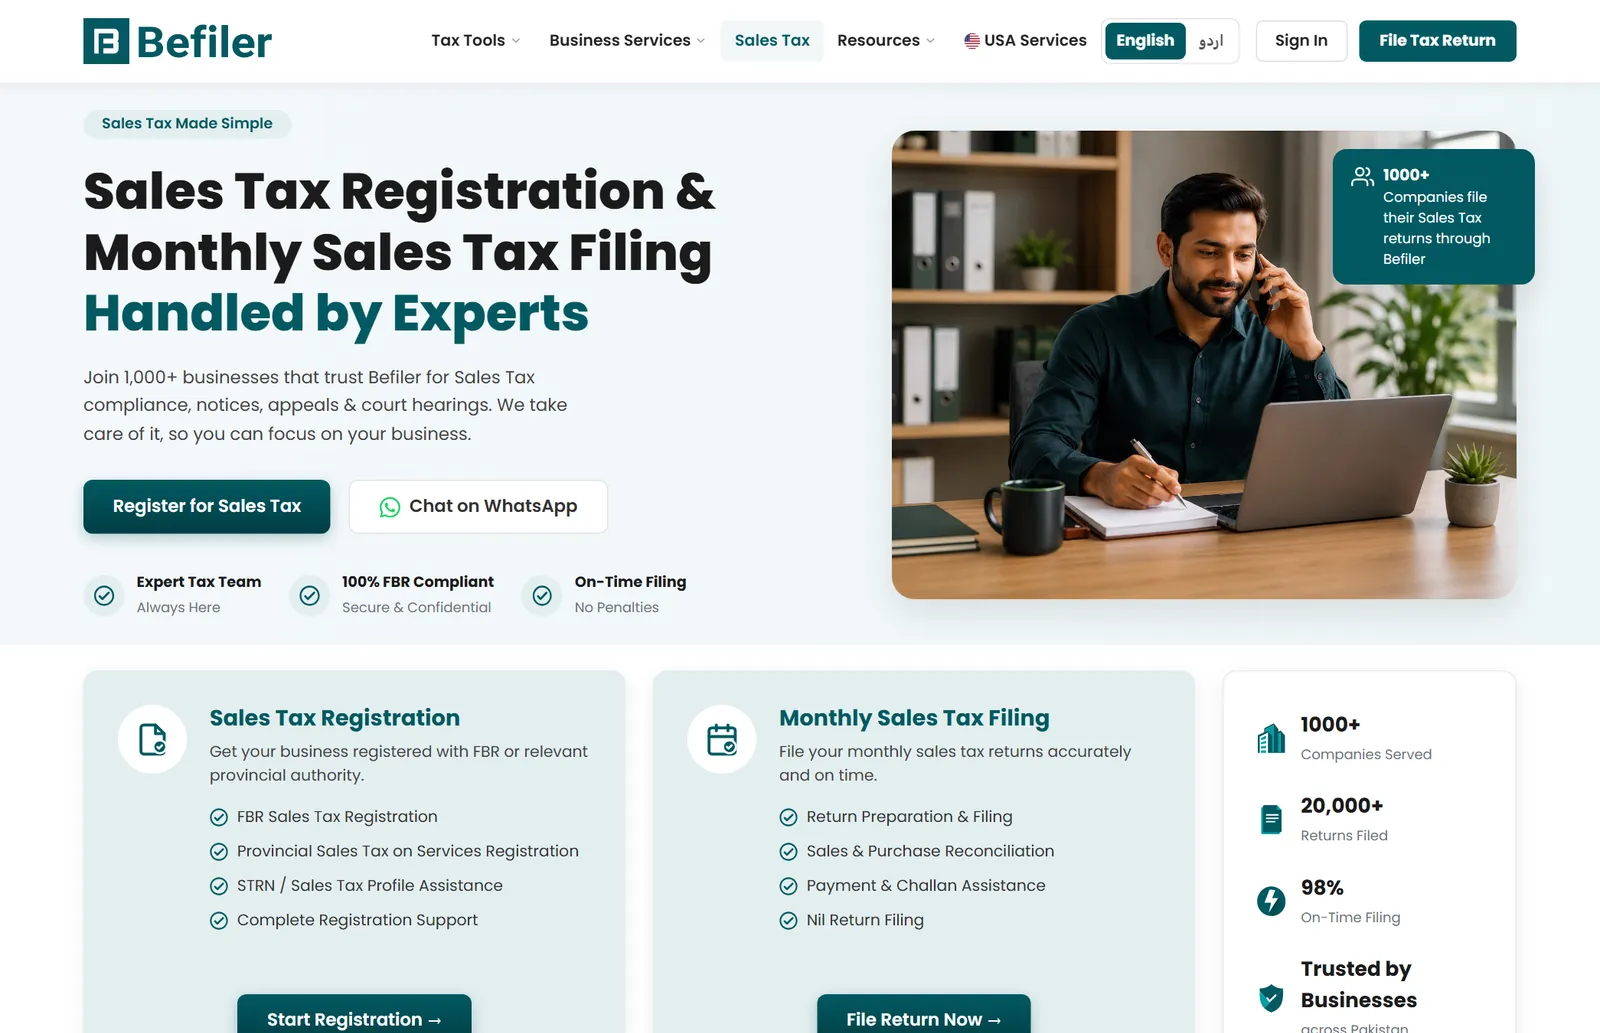 Befiler
Tax Tools
Business Services
Sales Tax
Resources
USA Services
English
اردو
Sign In
File Tax Return
Sales Tax Made Simple
Sales Tax Registration &
Monthly Sales Tax Filing
Handled by Experts
Join 1,000+ businesses that trust Befiler for Sales Tax
compliance, notices, appeals & court hearings. We take
care of it, so you can focus on your business.
Register for Sales Tax
Chat on WhatsApp
Expert Tax Team
Always Here
100% FBR Compliant
Secure & Confidential
On-Time Filing
No Penalties
1000+
Companies file
their Sales Tax
returns through
Befiler
Sales Tax Registration
Get your business registered with FBR or relevant
provincial authority.
FBR Sales Tax Registration
Provincial Sales Tax on Services Registration
STRN / Sales Tax Profile Assistance
Complete Registration Support
Start Registration →
Monthly Sales Tax Filing
File your monthly sales tax returns accurately
and on time.
Return Preparation & Filing
Sales & Purchase Reconciliation
Payment & Challan Assistance
Nil Return Filing
File Return Now →
1000+
Companies Served
20,000+
Returns Filed
98%
On-Time Filing
Trusted by
Businesses
across Pakistan